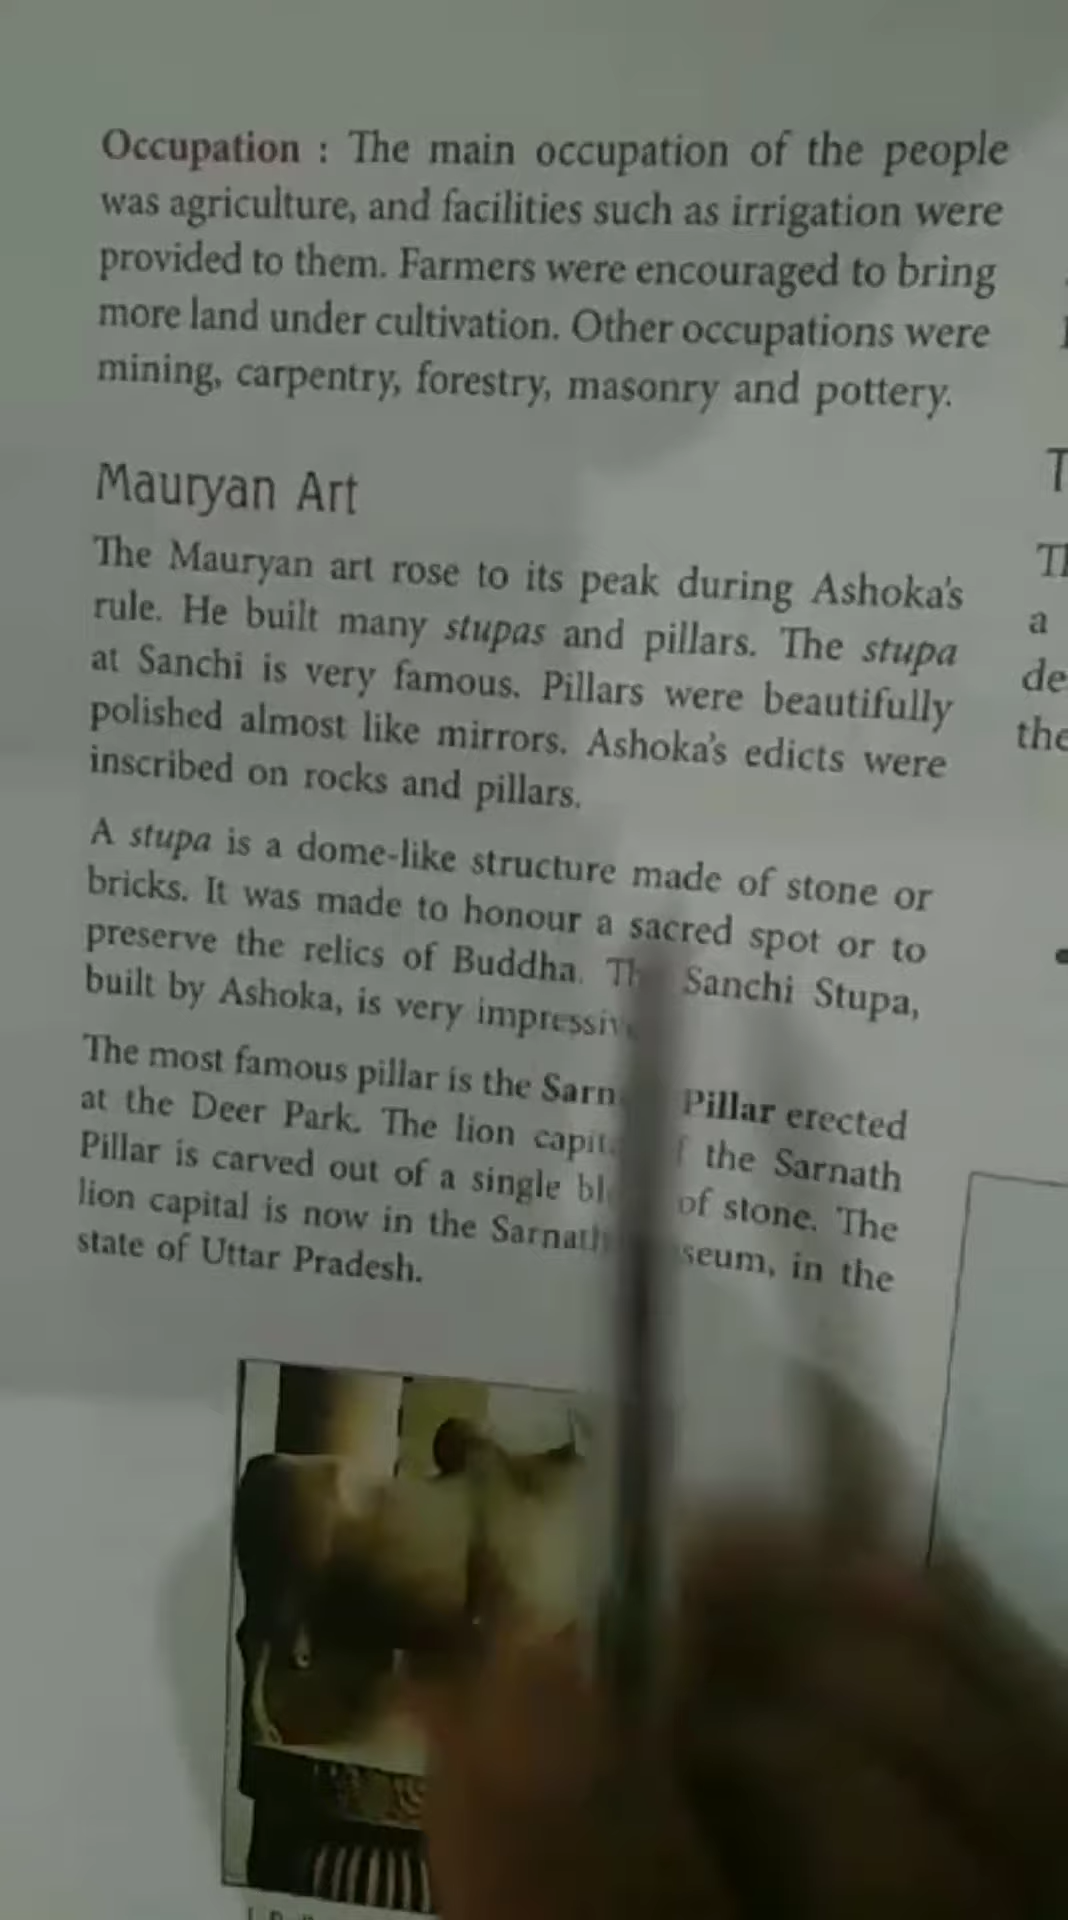 Occupation : The main occupation of the people
was agriculture, and facilities such as irrigation were
provided to them. Farmers were encouraged to bring
more land under cultivation. Other occupations were
mining, carpentry, forestry, masonry and pottery.
Mauryan Art
The Mauryan art rose to its peak during Ashoka's
rule. He built many stupas and pillars. The stupa
at Sanchi is very famous. Pillars were beautifully
polished almost like mirrors. Ashoka's edicts were
inscribed on rocks and pillars.
A stupa is a dome-like structure made of stone or
bricks. It was made to honour a sacred spot or to
preserve the relics of Buddha. Sanchi Stupa,
built by Ashoka, is very
The most famous pillar is the Pillar erected
at the Deer Park. The lion the Sarnath
Pillar is carved out of a single of stone. The
lion capital is now in the Sarnath in the
state of Uttar Pradesh.
a